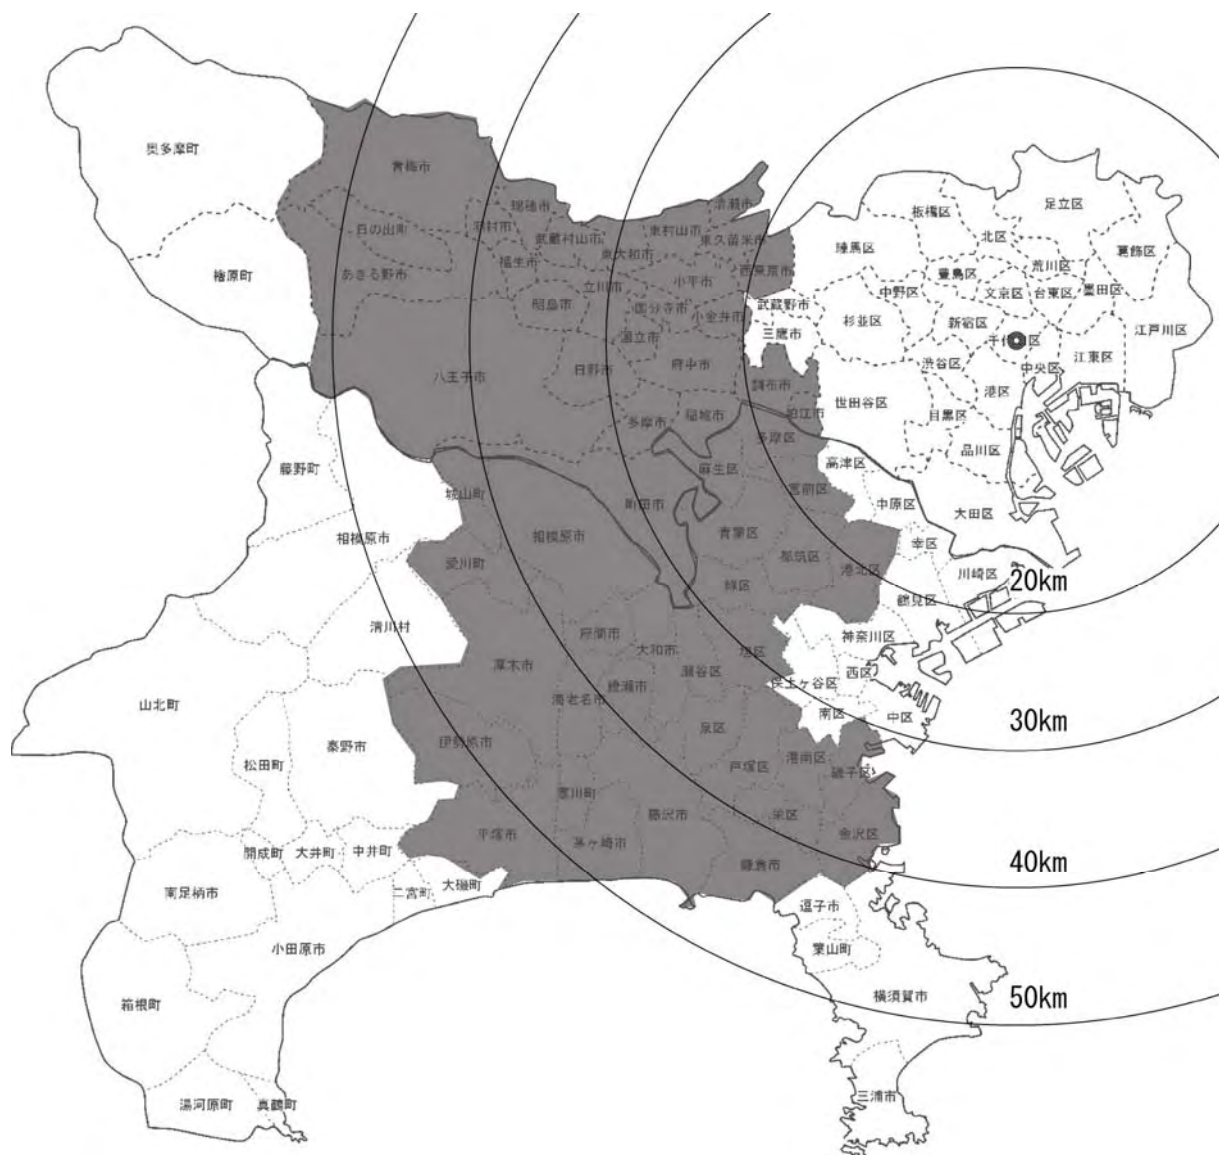 奥多摩町
青梅市
足立区
板橋区
瑞穂市
清瀬市
北区
日の出町
羽村市
武蔵村山市
東村山市
東久留米市
練馬区
葛飾区
檜原町
あきる野市
福生市
東大和市
西東京市
豊島区
荒川区
立川市
小平市
中野区
文京区
台東区
墨田区
昭島市
国分寺市
小金井市
武蔵野市
杉並区
新宿区
江戸川区
国立市
三鷹市
八王子市
日野市
府中市
渋谷区
中央区
江東区
調布市
港区
世田谷区
目黒区
狛江市
多摩市
稲城市
多摩区
品川区
藤野町
麻生区
高津区
城山町
宮前区
町田市
中原区
大田区
相模原市
相模原市
青葉区
幸区
愛川町
都筑区
港北区
川崎区
20km
緑区
鶴見区
清川村
座間市
大和市
神奈川区
旭区
厚木市
瀬谷区
西区
綾瀬市
保土ヶ谷区
海老名市
山北町
南区
中区
30km
伊勢原市
泉区
秦野市
港南区
松田町
戸塚区
磯子区
寒川町
藤沢市
栄区
平塚市
茅ヶ崎市
金沢区
開成町
大井町
中井町
鎌倉市
40km
南足柄市
二宮町
大磯町
逗子市
小田原市
葉山町
箱根町
横須賀市
50km
湯河原町
真鶴町
三浦市